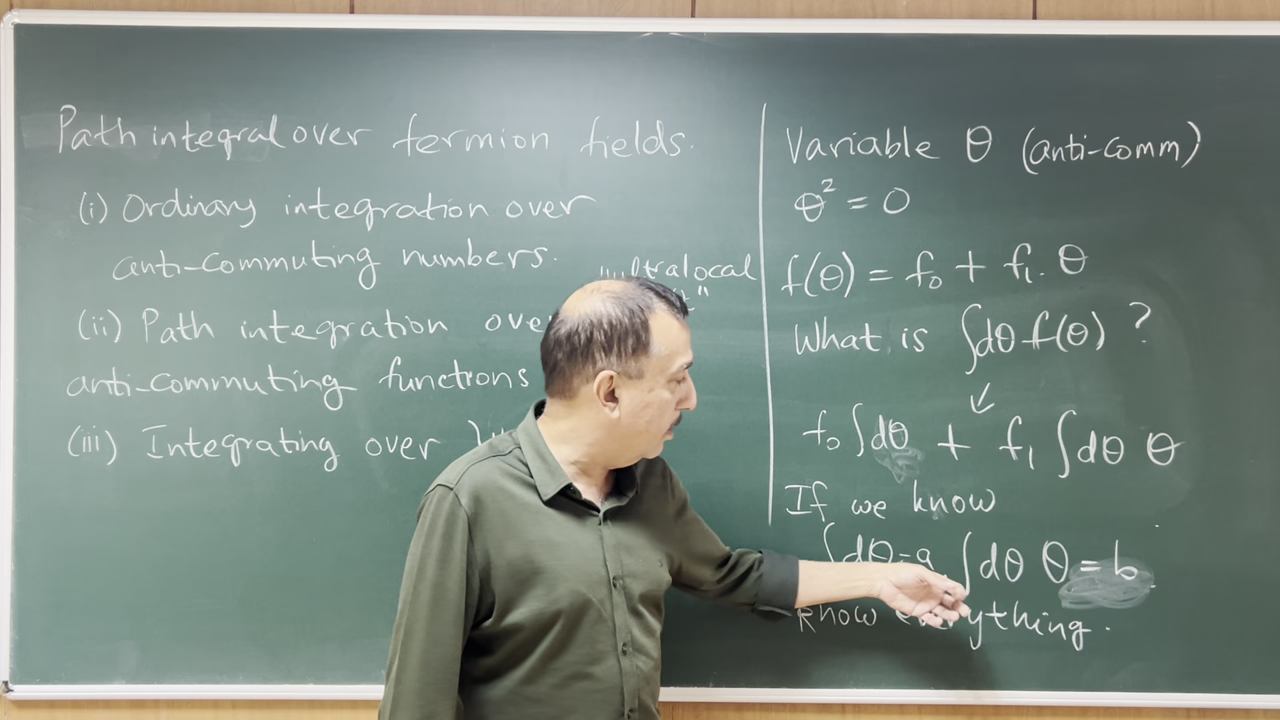 Path integral over fermion fields.
(i) Ordinary integration over
anti-commuting numbers.
(ii) Path integration over
anti-commuting functions
(iii) Integrating over
Variable θ (anti-comm)
θ² = 0
f(θ) = f₀ + f₁. θ
What is ∫dθ f(θ) ?
↙
f₀ ∫dθ + f₁ ∫dθ θ
If we know
∫dθ = a ∫dθ θ = b.
know everything.